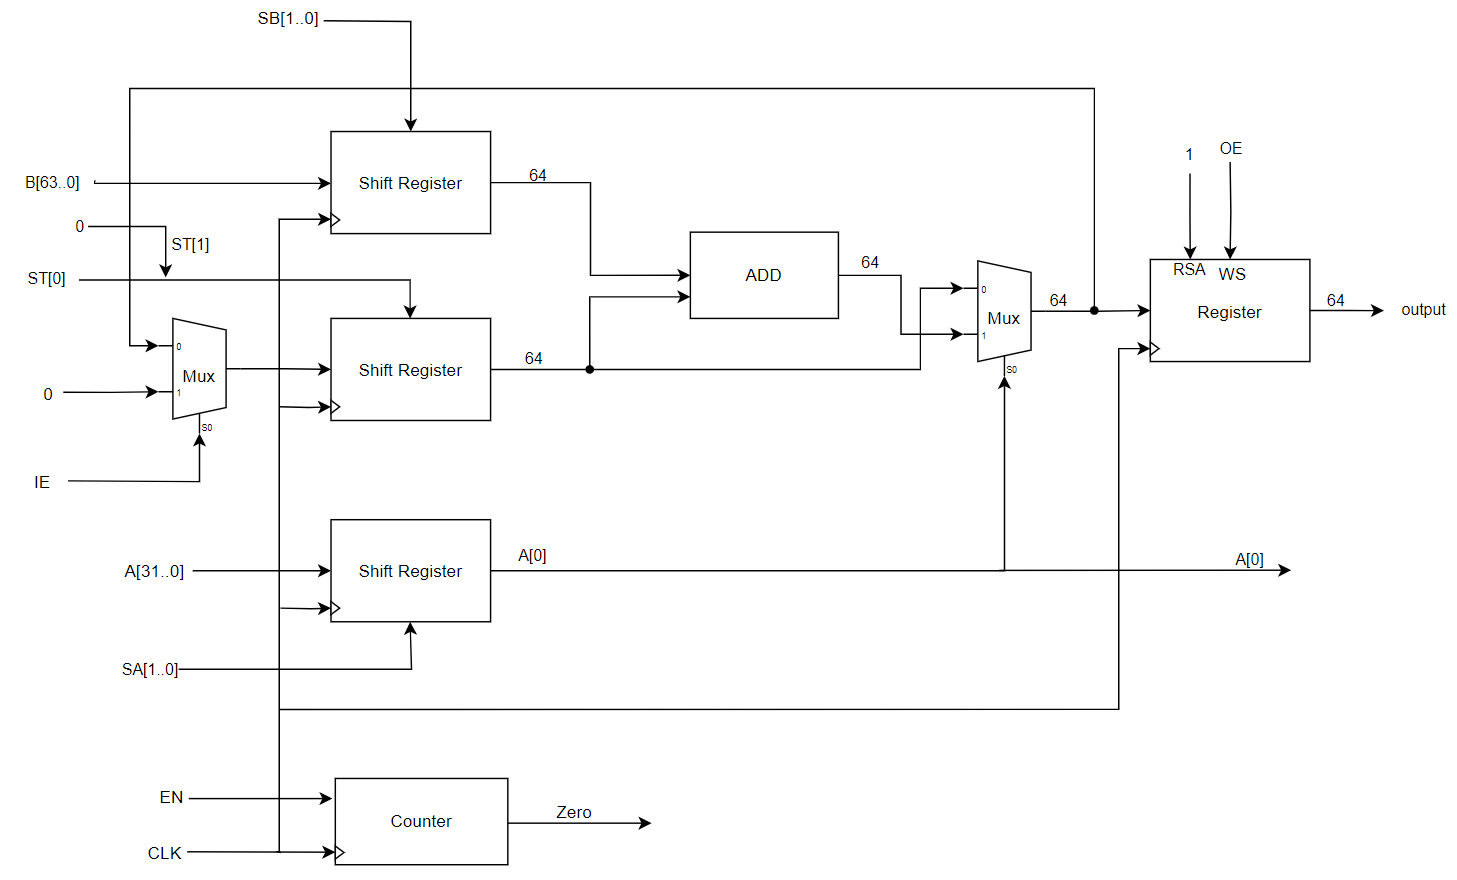 SB[1..0]
B[63..0]
Shift Register
64
1
OE
0
ST[1]
ST[0]
ADD
64
RSA
WS
Register
64
output
64
0
Mux
1
0
Mux
1
S0
Shift Register
64
0
S0
IE
A[31..0]
Shift Register
A[0]
A[0]
SA[1..0]
EN
Counter
Zero
CLK